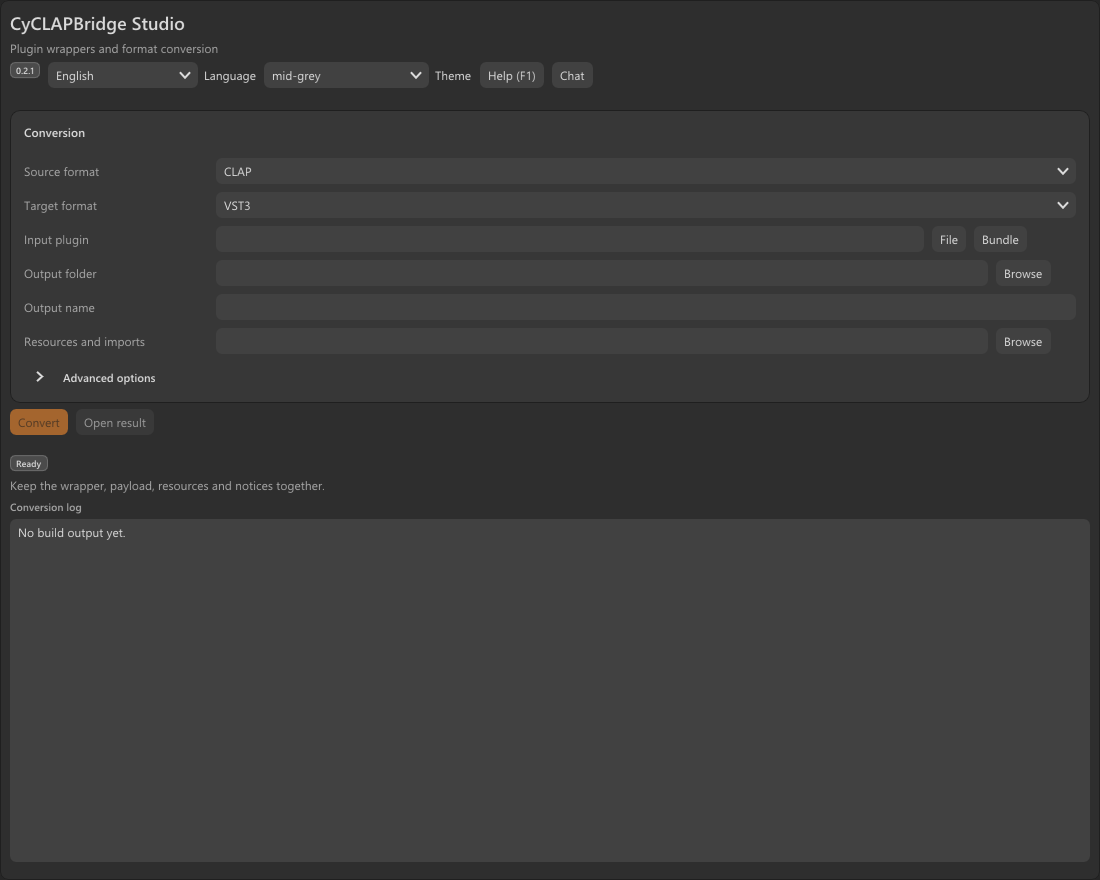 CyCLAPBridge Studio
Plugin wrappers and format conversion
0.2.1 English Language mid-grey Theme Help (F1) Chat
Conversion
Source format CLAP
Target format VST3
Input plugin File Bundle
Output folder Browse
Output name
Resources and imports Browse
Advanced options
Convert Open result
Ready
Keep the wrapper, payload, resources and notices together.
Conversion log
No build output yet.